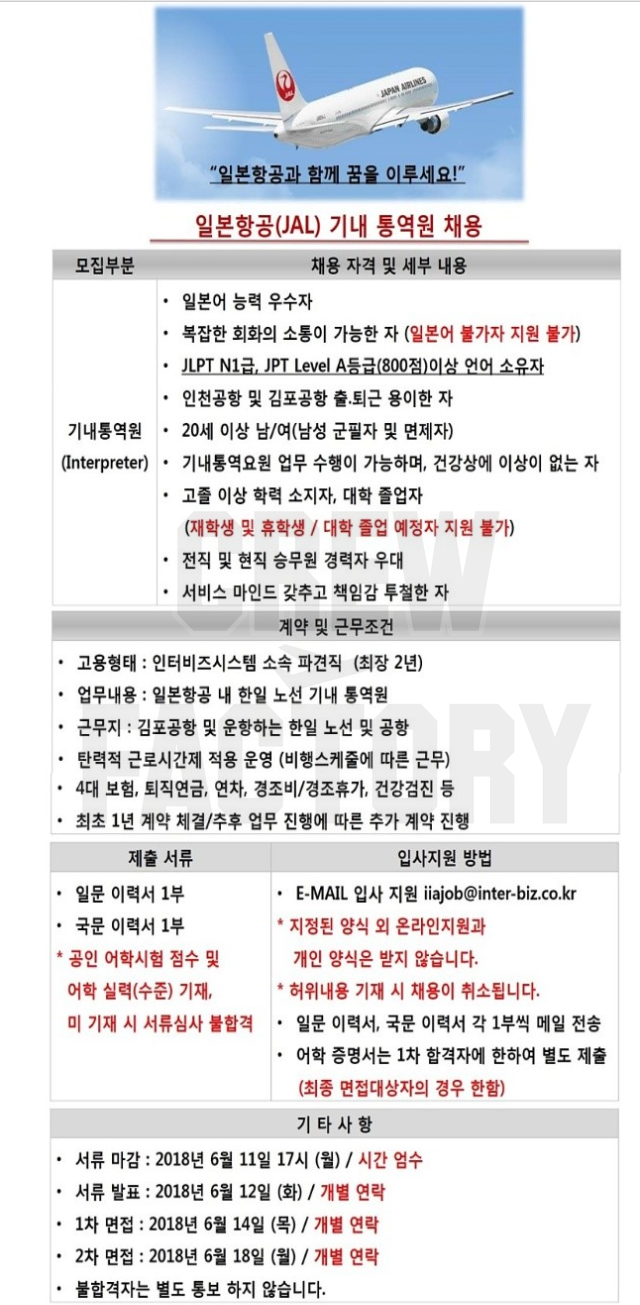 JAPAN AIRLINES
JAL
“일본항공과 함께 꿈을 이루세요!”
일본항공(JAL) 기내 통역원 채용
모집부분
채용 자격 및 세부 내용
기내통역원
(Interpreter)
• 일본어 능력 우수자
• 복잡한 회화의 소통이 가능한 자 (일본어 불가자 지원 불가)
• JLPT N1급, JPT Level A등급(800점)이상 언어 소유자
• 인천공항 및 김포공항 출.퇴근 용이한 자
• 20세 이상 남/여(남성 군필자 및 면제자)
• 기내통역요원 업무 수행이 가능하며, 건강상에 이상이 없는 자
• 고졸 이상 학력 소지자, 대학 졸업자
(재학생 및 휴학생 / 대학 졸업 예정자 지원 불가)
• 전직 및 현직 승무원 경력자 우대
• 서비스 마인드 갖추고 책임감 투철한 자
계약 및 근무조건
• 고용형태 : 인터비즈시스템 소속 파견직 (최장 2년)
• 업무내용 : 일본항공 내 한일 노선 기내 통역원
• 근무지 : 김포공항 및 운항하는 한일 노선 및 공항
• 탄력적 근로시간제 적용 운영 (비행스케줄에 따른 근무)
• 4대 보험, 퇴직연금, 연차, 경조비/경조휴가, 건강검진 등
• 최초 1년 계약 체결/추후 업무 진행에 따른 추가 계약 진행
제출 서류
• 일문 이력서 1부
• 국문 이력서 1부
* 공인 어학시험 점수 및
어학 실력(수준) 기재,
미 기재 시 서류심사 불합격
입사지원 방법
• E-MAIL 입사 지원 iiajob@inter-biz.co.kr
* 지정된 양식 외 온라인지원과
개인 양식은 받지 않습니다.
* 허위내용 기재 시 채용이 취소됩니다.
• 일문 이력서, 국문 이력서 각 1부씩 메일 전송
• 어학 증명서는 1차 합격자에 한하여 별도 제출
(최종 면접대상자의 경우 한함)
기 타 사 항
• 서류 마감 : 2018년 6월 11일 17시 (월) / 시간 엄수
• 서류 발표 : 2018년 6월 12일 (화) / 개별 연락
• 1차 면접 : 2018년 6월 14일 (목) / 개별 연락
• 2차 면접 : 2018년 6월 18일 (월) / 개별 연락
• 불합격자는 별도 통보 하지 않습니다.
CREW
FACTORY